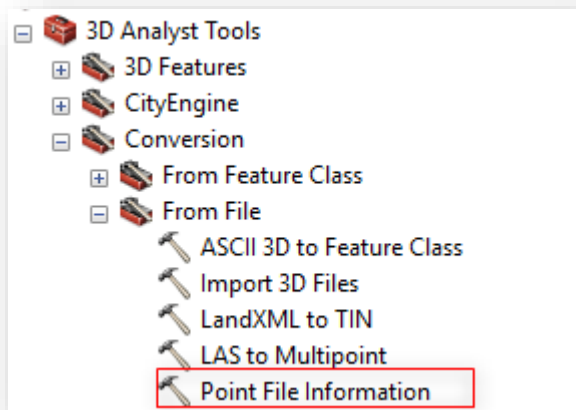 3D Analyst Tools
3D Features
CityEngine
Conversion
From Feature Class
From File
ASCII 3D to Feature Class
Import 3D Files
LandXML to TIN
LAS to Multipoint
Point File Information